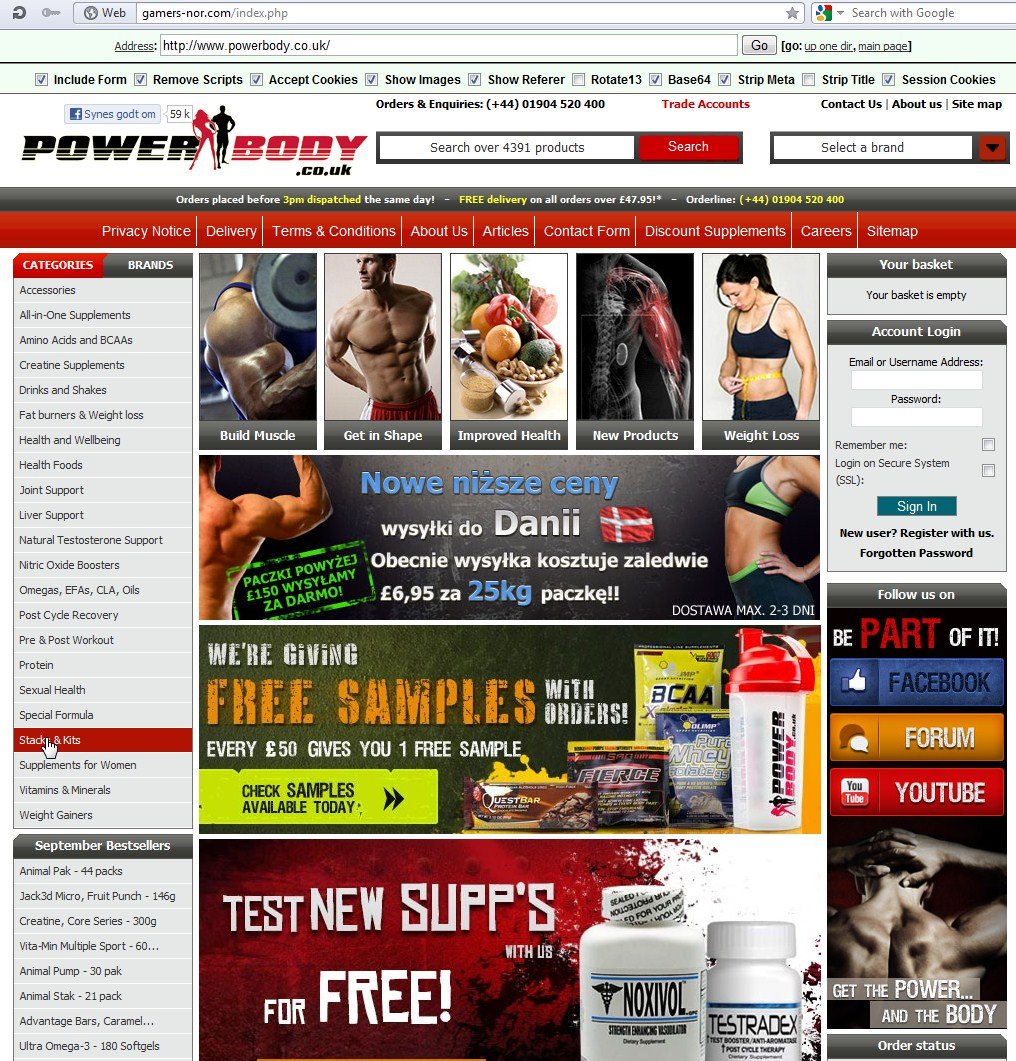 Web
gamers-nor.com/index.php
Search with Google
Address: http://www.powerbody.co.uk/ Go [go: up one dir, main page]
Include Form Remove Scripts Accept Cookies Show Images Show Referer Rotate13 Base64 Strip Meta Strip Title Session Cookies
Synes godt om 59 k
Orders & Enquiries: (+44) 01904 520 400
Trade Accounts
Contact Us | About us | Site map
POWER BODY
.co.uk
Search over 4391 products
Search
Select a brand
Orders placed before 3pm dispatched the same day! – FREE delivery on all orders over £47.95!* – Orderline: (+44) 01904 520 400
Privacy Notice Delivery Terms & Conditions About Us Articles Contact Form Discount Supplements Careers Sitemap
CATEGORIES
BRANDS
Accessories
All-in-One Supplements
Amino Acids and BCAAs
Creatine Supplements
Drinks and Shakes
Fat burners & Weight loss
Health and Wellbeing
Health Foods
Joint Support
Liver Support
Natural Testosterone Support
Nitric Oxide Boosters
Omegas, EFAs, CLA, Oils
Post Cycle Recovery
Pre & Post Workout
Protein
Sexual Health
Special Formula
Stacks & Kits
Supplements for Women
Vitamins & Minerals
Weight Gainers
September Bestsellers
Animal Pak - 44 packs
Jack3d Micro, Fruit Punch - 146g
Creatine, Core Series - 300g
Vita-Min Multiple Sport - 60...
Animal Pump - 30 pak
Animal Stak - 21 pack
Advantage Bars, Caramel...
Ultra Omega-3 - 180 Softgels
Build Muscle
Get in Shape
Improved Health
New Products
Weight Loss
Nowe niższe ceny
wysyłki do Danii
Obecnie wysyłka kosztuje zaledwie
£6,95 za 25kg paczkę!!
PACZKI POWYŻEJ
£150 WYSYŁAMY
ZA DARMO!
DOSTAWA MAX. 2-3 DNI
WE'RE GIVING
FREE SAMPLES WITH ORDERS!
EVERY £50 GIVES YOU 1 FREE SAMPLE
CHECK SAMPLES
AVAILABLE TODAY
OLIMP
BCAA
Xplode
OLIMP
Pure
Whey
Isolate
SAN
FIERCE
QUESTBAR
PROTEIN BAR
POWER BODY
.co.uk
TEST NEW SUPP'S
WITH US
FOR FREE!
NOXIVOL
STRENGTH ENHANCING VASODILATOR
Dietary Supplement
TESTRADEX
TEST BOOSTER/ANTI-AROMATASE
POST CYCLE THERAPY
Dietary Supplement
Your basket
Your basket is empty
Account Login
Email or Username Address:
Password:
Remember me:
Login on Secure System
(SSL):
Sign In
New user? Register with us.
Forgotten Password
Follow us on
BE PART OF IT!
FACEBOOK
FORUM
You Tube
YOUTUBE
GET THE POWER...
AND THE BODY
Order status